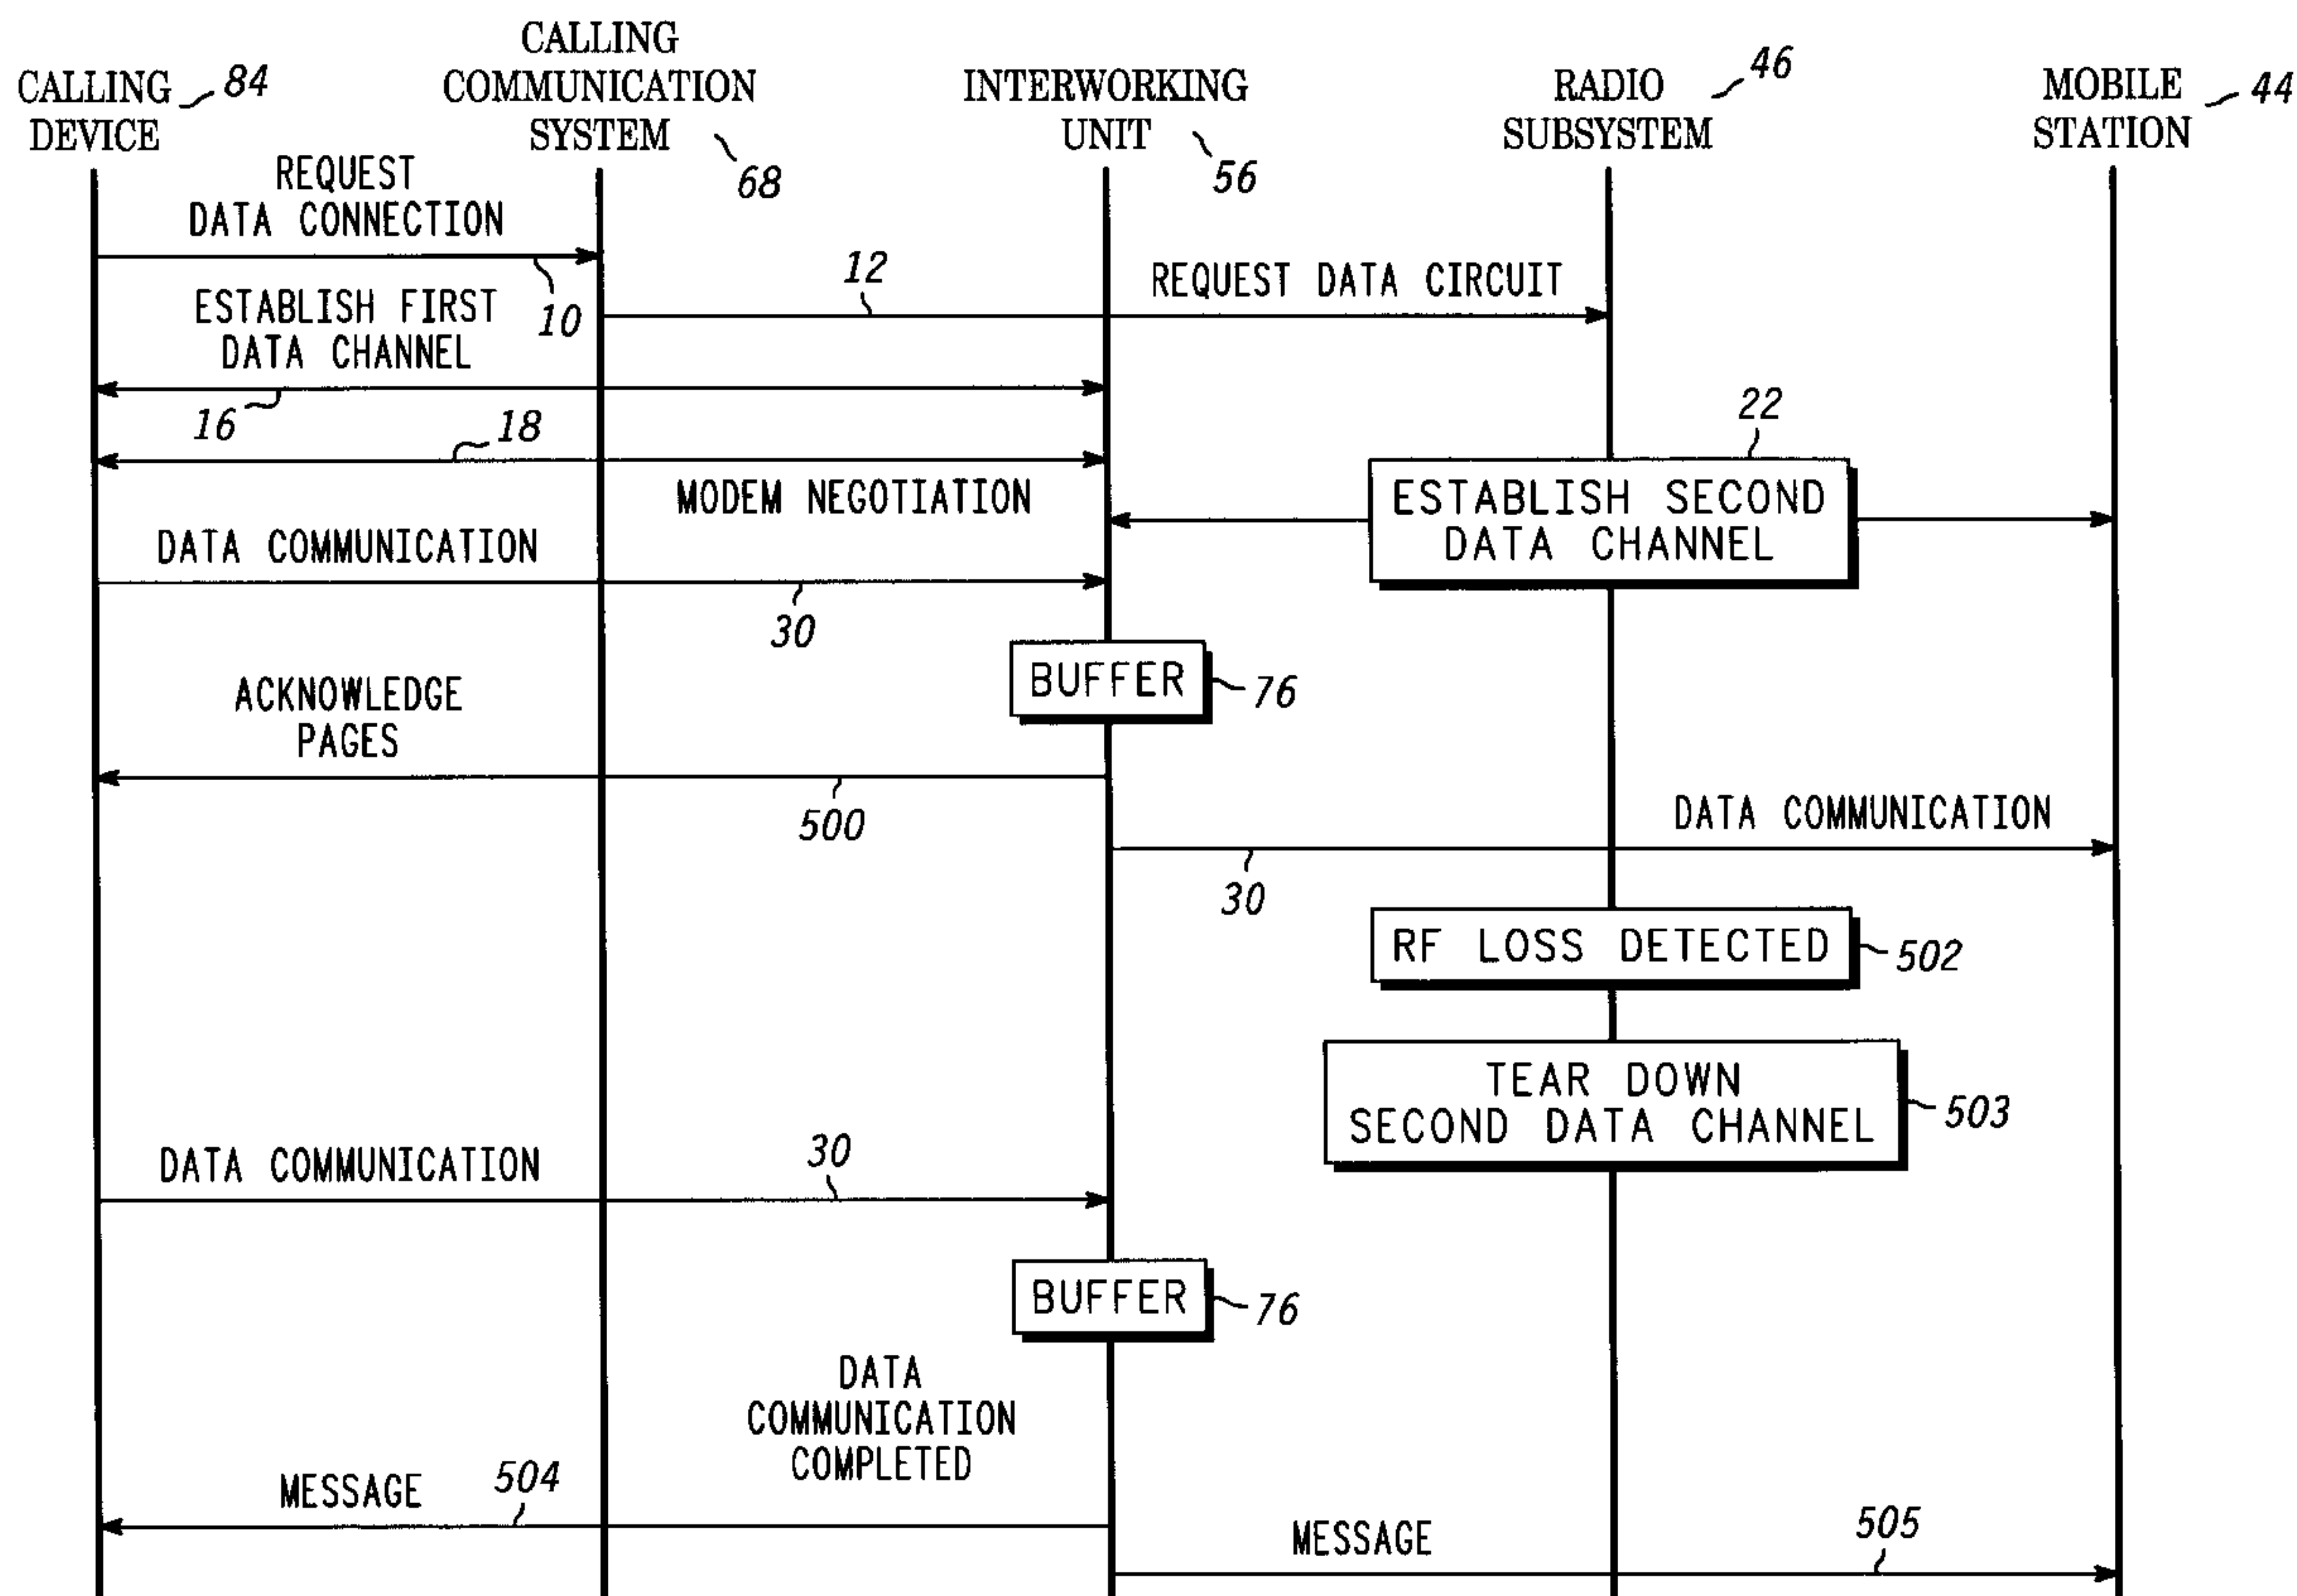 CALLING
DEVICE
84
CALLING
COMMUNICATION
SYSTEM
68
INTERWORKING
UNIT
56
RADIO
SUBSYSTEM
46
MOBILE
STATION
44
REQUEST
DATA CONNECTION
10
12
REQUEST DATA CIRCUIT
ESTABLISH FIRST
DATA CHANNEL
16
18
MODEM NEGOTIATION
22
ESTABLISH SECOND
DATA CHANNEL
DATA COMMUNICATION
30
BUFFER
76
ACKNOWLEDGE
PAGES
500
DATA COMMUNICATION
30
RF LOSS DETECTED
502
TEAR DOWN
SECOND DATA CHANNEL
503
DATA COMMUNICATION
30
BUFFER
76
DATA
COMMUNICATION
COMPLETED
MESSAGE
504
MESSAGE
505